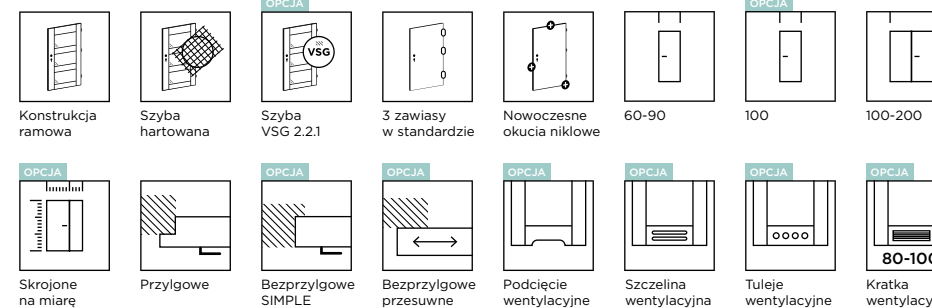 OPCJA
OPCJA
VSG
Konstrukcja
ramowa
Szyba
hartowana
Szyba
VSG 2.2.1
3 zawiasy
w standardzie
Nowoczesne
okucia niklowe
60-90
100
100-200
OPCJA
OPCJA
OPCJA
OPCJA
OPCJA
OPCJA
OPCJA
Skrojone
na miarę
Przylgowe
Bezprzylgowe
SIMPLE
Bezprzylgowe
przesuwne
Podcięcie
wentylacyjne
Szczelina
wentylacyjna
Tuleje
wentylacyjne
80-100
Kratka
wentylacy